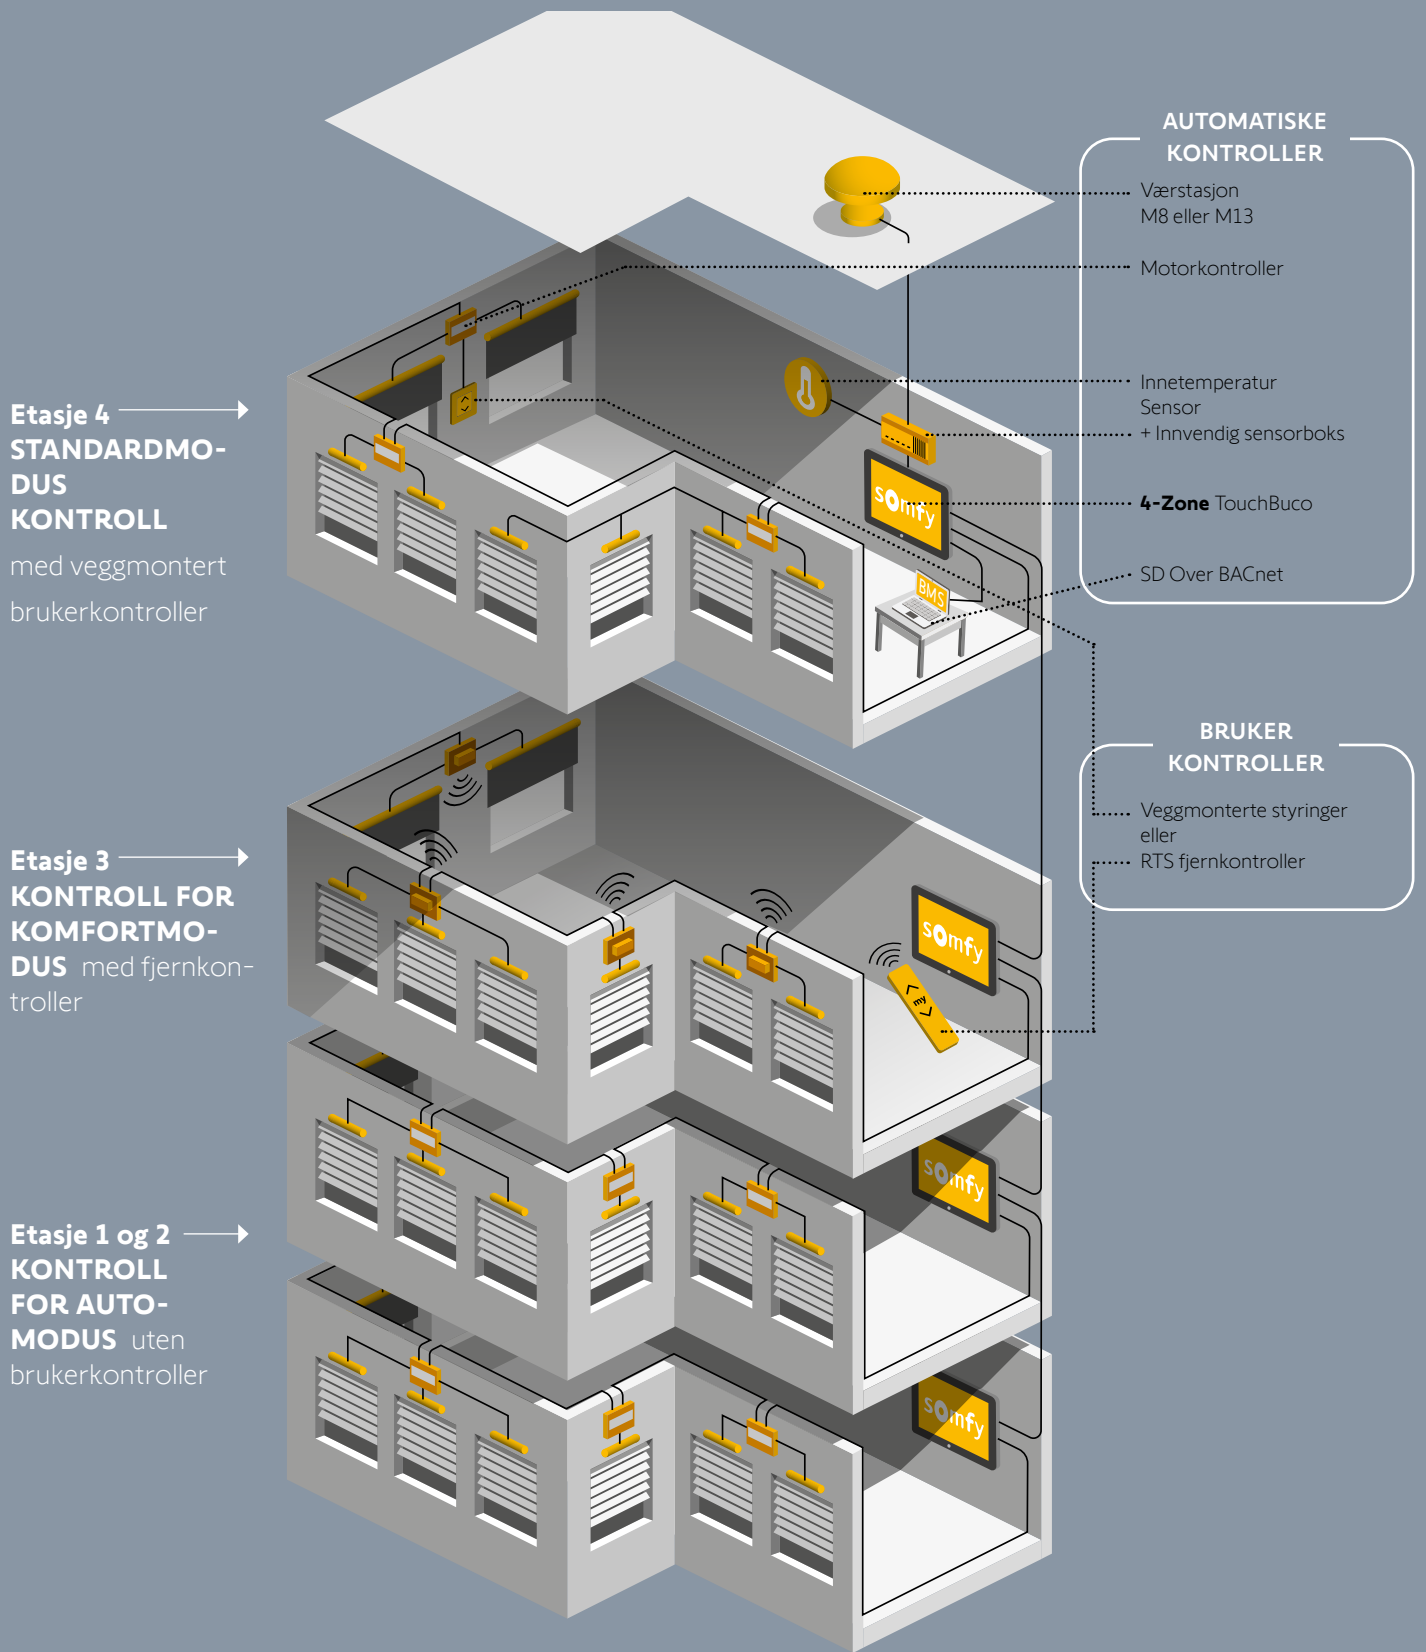 AUTOMATISKE
KONTROLLER
Værstasjon
M8 eller M13
Motorkontroller
Innetemperatur
Sensor
+ Innvendig sensorboks
4-Zone TouchBuco
SD Over BACnet
Etasje 4
STANDARDMO-
DUS
KONTROLL
med veggmontert
brukerkontroller
somfy
BMS
BRUKER
KONTROLLER
Veggmonterte styringer
eller
RTS fjernkontroller
Etasje 3
KONTROLL FOR
KOMFORTMO-
DUS med fjernkon-
troller
somfy
my
Etasje 1 og 2
KONTROLL
FOR AUTO-
MODUS uten
brukerkontroller
somfy
somfy